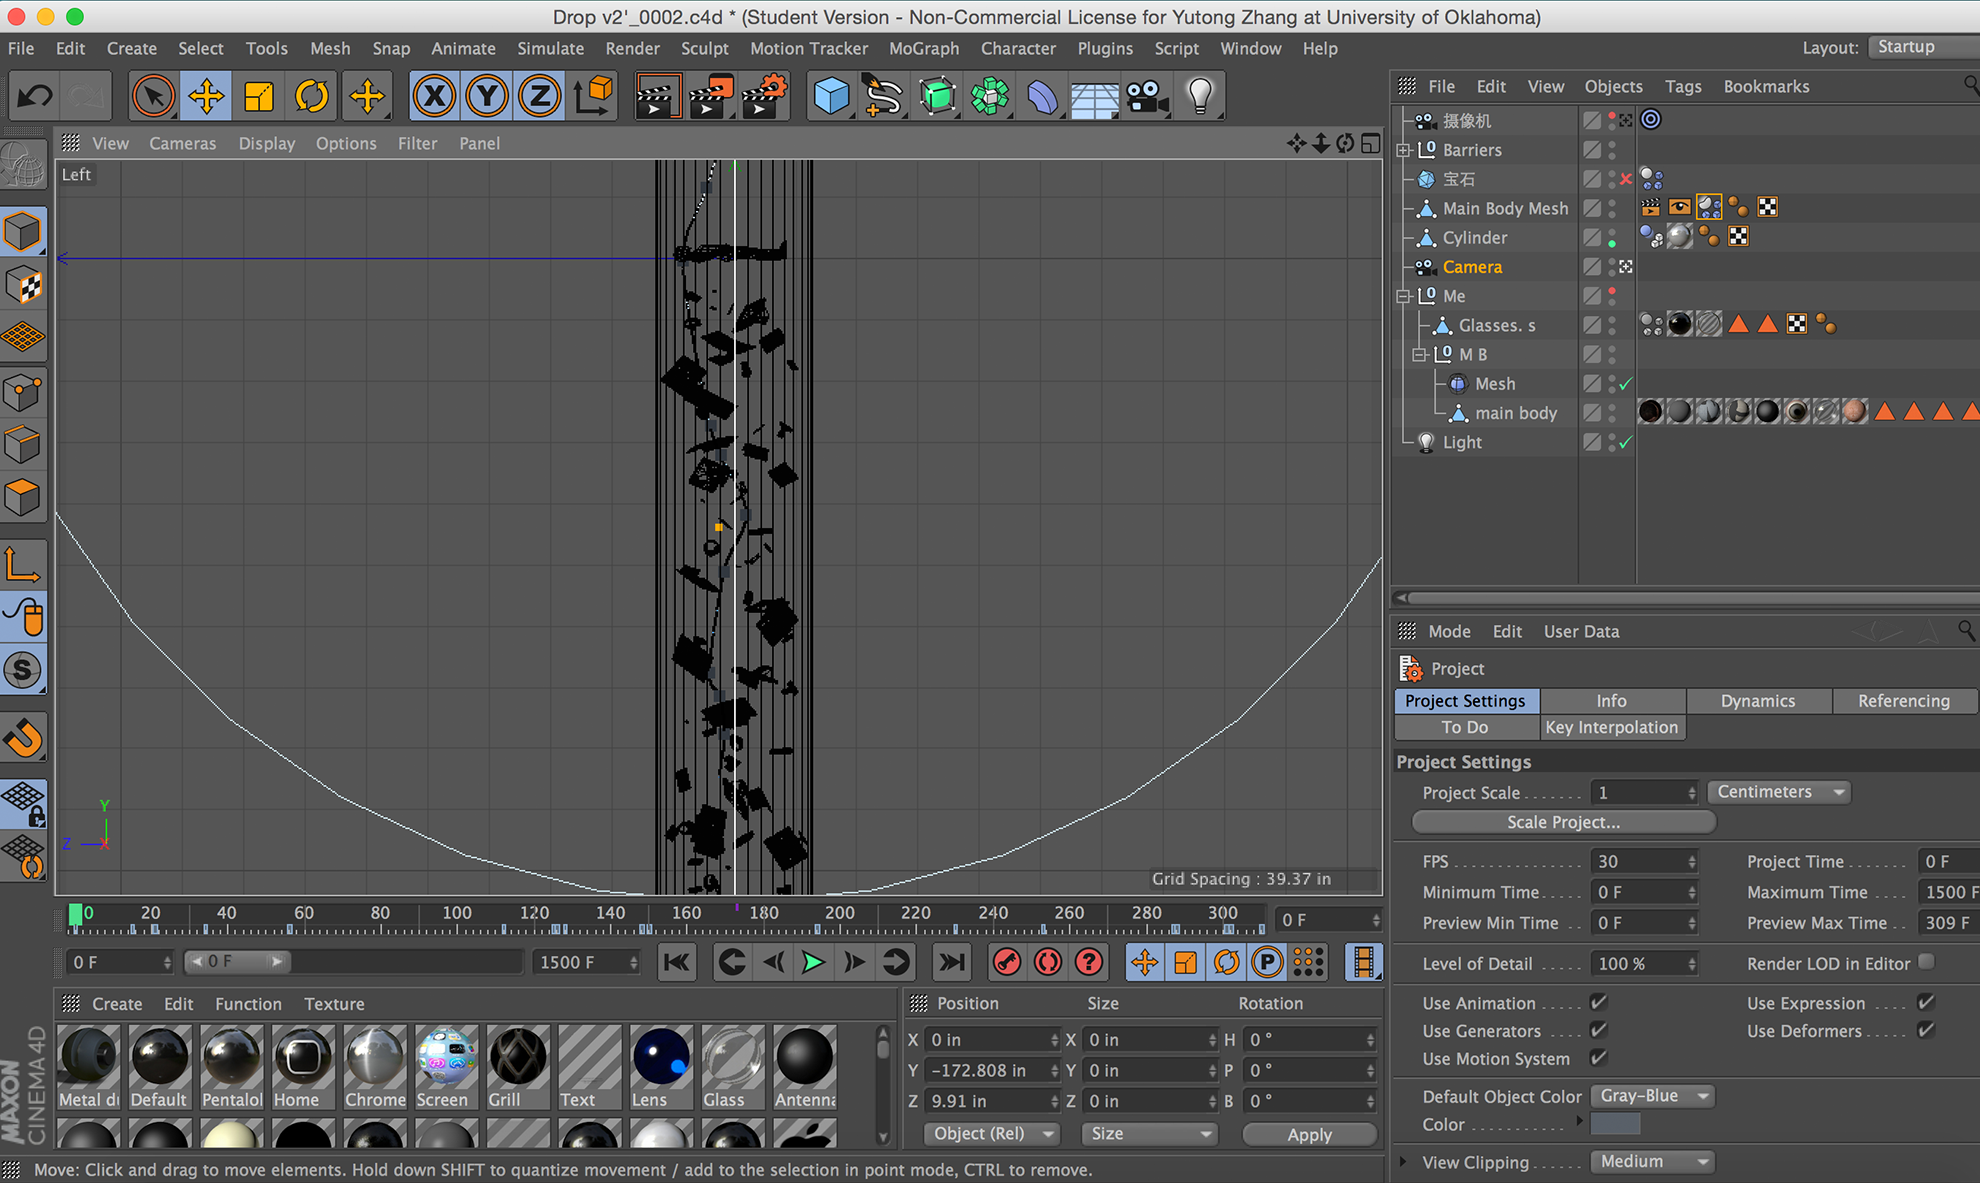 Drop v2'_0002.c4d * (Student Version - Non-Commercial License for Yutong Zhang at University of Oklahoma)
File Edit Create Select Tools Mesh Snap Animate Simulate Render Sculpt Motion Tracker MoGraph Character Plugins Script Window Help
Layout: Startup
X Y Z
View Cameras Display Options Filter Panel
Left
Y
Z X
Grid Spacing : 39.37 in
S
File Edit View Objects Tags Bookmarks
摄像机
Barriers
宝石
Main Body Mesh
Cylinder
Camera
Me
Glasses. s
M B
Mesh
main body
Light
Mode Edit User Data
Project
Project Settings Info Dynamics Referencing
To Do Key Interpolation
Project Settings
Project Scale 1 Centimeters
Scale Project...
FPS 30 Project Time 0 F
Minimum Time 0 F Maximum Time 1500 F
Preview Min Time 0 F Preview Max Time 309 F
Level of Detail 100 % Render LOD in Editor
Use Animation Use Expression
Use Generators Use Deformers
Use Motion System
Default Object Color Gray-Blue
Color
View Clipping Medium
0 20 40 60 80 100 120 140 160 180 200 220 240 260 280 300 0 F
0 F 0 F 1500 F ? P
Create Edit Function Texture
Metal du Default Pentalol Home Chrome Screen Grill Text Lens Glass Antenna
Position Size Rotation
X 0 in X 0 in H 0 °
Y -172.808 in Y 0 in P 0 °
Z 9.91 in Z 0 in B 0 °
Object (Rel) Size Apply
MAXON
CINEMA 4D
Move: Click and drag to move elements. Hold down SHIFT to quantize movement / add to the selection in point mode, CTRL to remove.